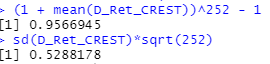 > (1 + mean(D_Ret_CREST))^252 - 1
[1] 0.9566945
> sd(D_Ret_CREST)*sqrt(252)
[1] 0.5288178